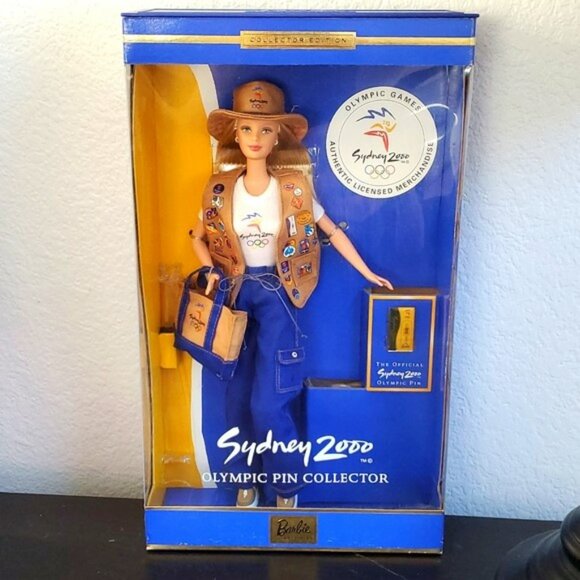 COLLECTOR EDITION
OLYMPIC GAMES
Sydney 2000
AUTHENTIC LICENSED MERCHANDISE
Sydney 2000
THE OFFICIAL
Sydney 2000
OLYMPIC PIN
Sydney 2000 TM©
OLYMPIC PIN COLLECTOR
Barbie